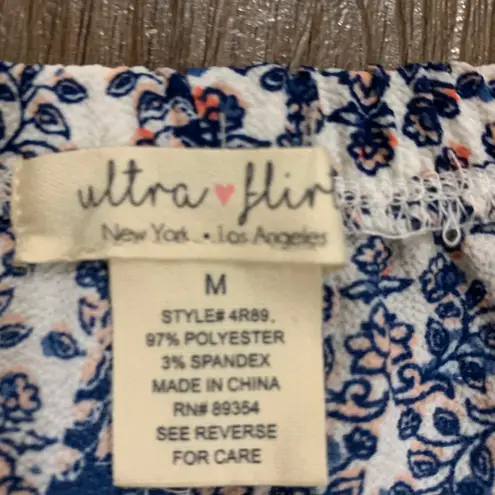 ultra flirt
New York . Los Angeles
M
STYLE# 4R89,
97% POLYESTER
3% SPANDEX
MADE IN CHINA
RN# 89354
SEE REVERSE
FOR CARE